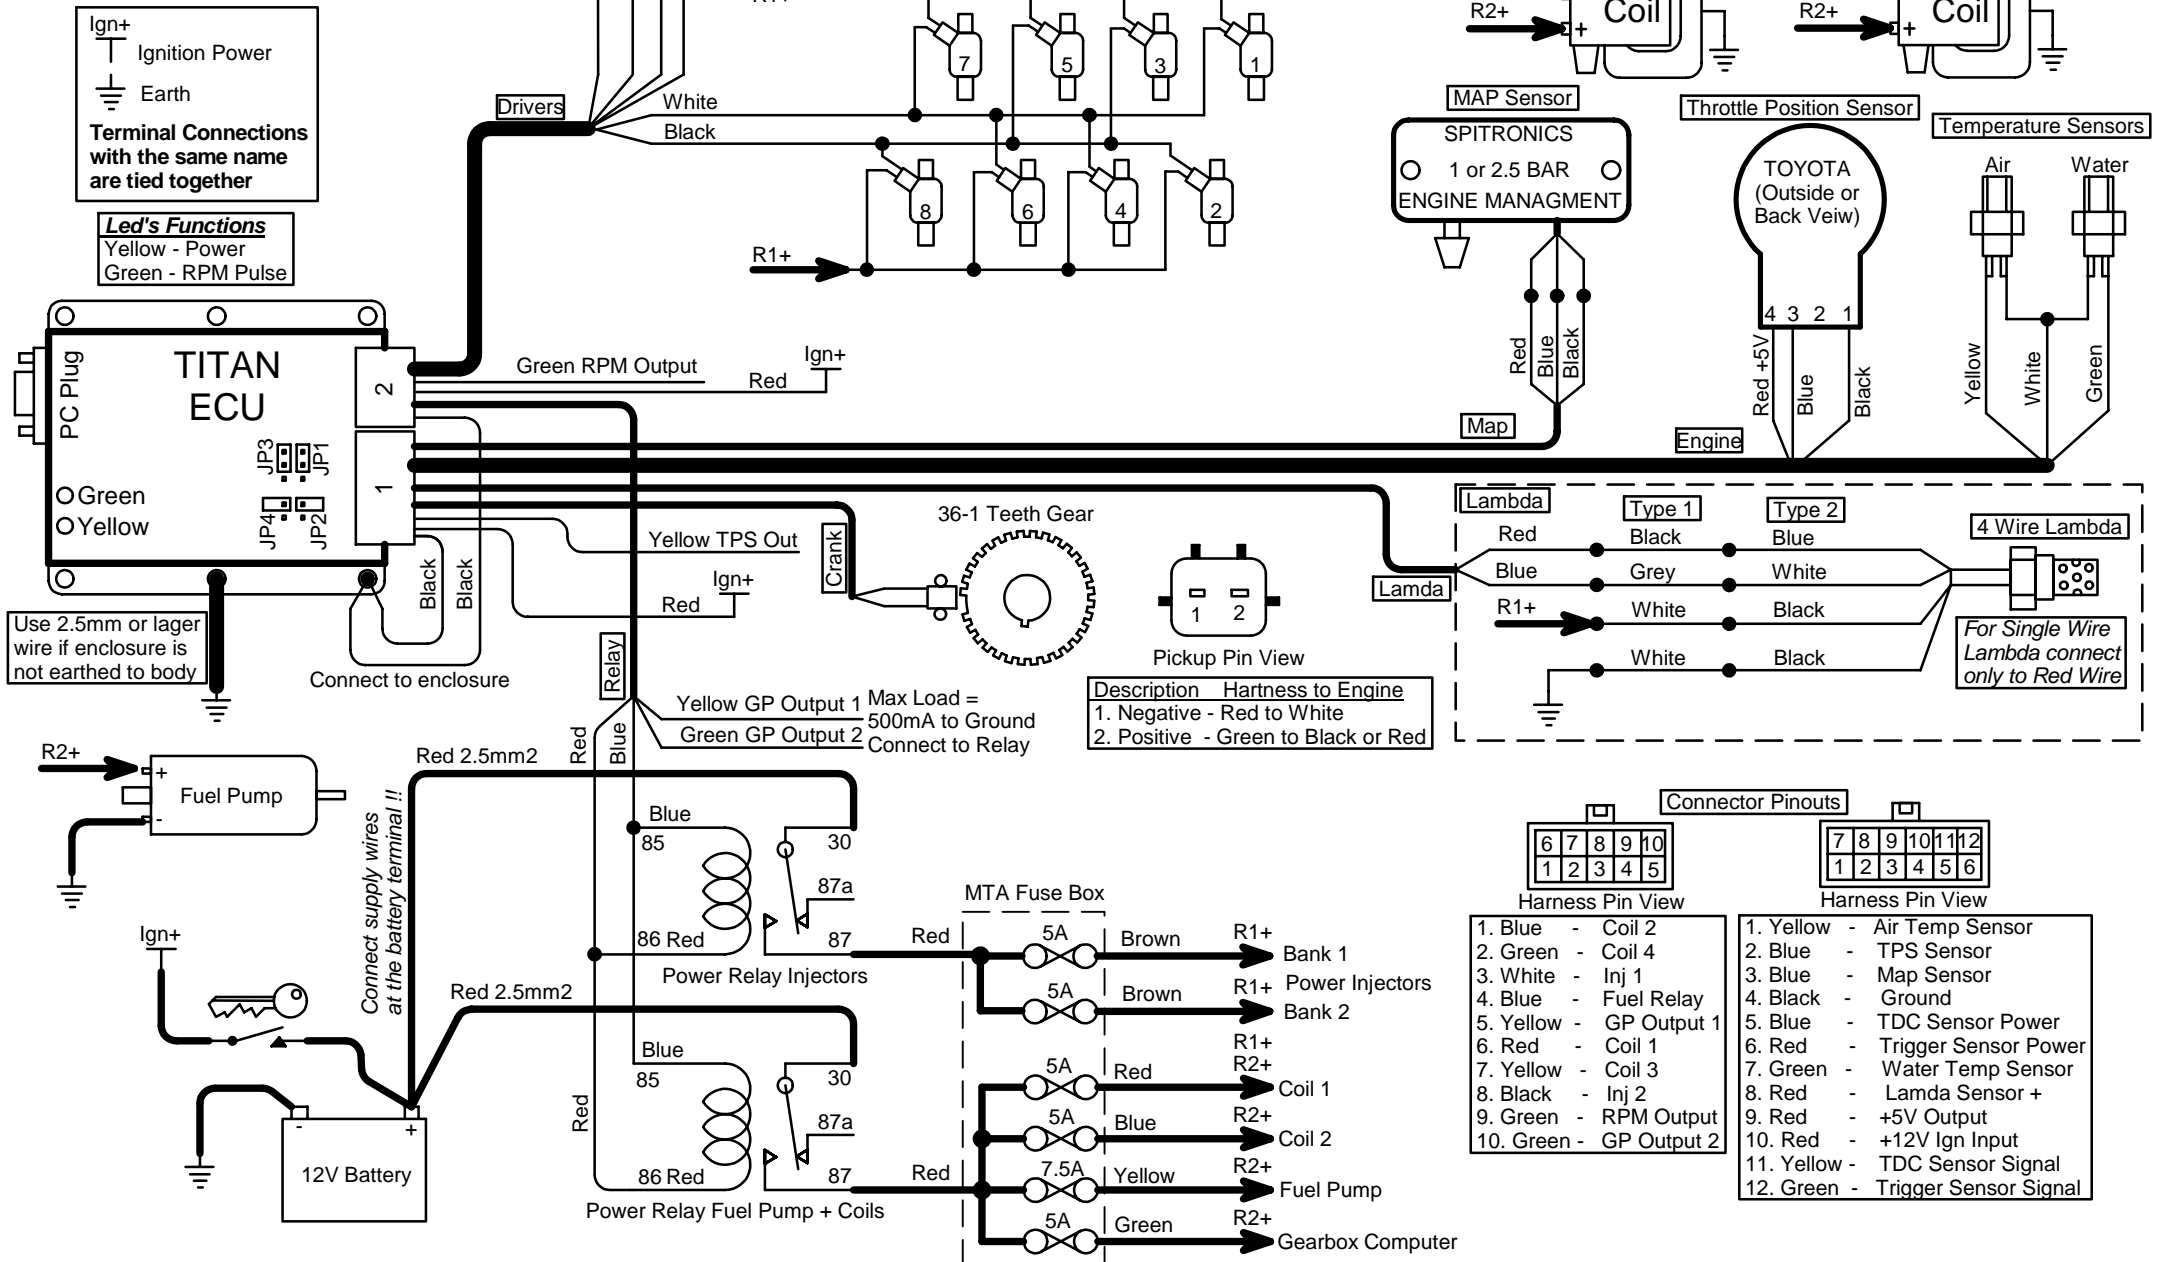 Ign+
Ignition Power
Earth
Terminal Connections
with the same name
are tied together
Led's Functions
Yellow - Power
Green - RPM Pulse
Drivers
White
Black
7
5
3
1
8
6
4
2
R1+
R2+
+
Coil
R2+
+
Coil
MAP Sensor
SPITRONICS
1 or 2.5 BAR
ENGINE MANAGMENT
Red
Blue
Black
Map
Throttle Position Sensor
TOYOTA
(Outside or
Back Veiw)
4 3 2 1
Red +5V
Blue
Black
Engine
Temperature Sensors
Air
Water
Yellow
White
Green
TITAN
ECU
PC Plug
2
1
JP3
JP1
JP4
JP2
Green
Yellow
Green RPM Output
Red
Ign+
Black
Black
Yellow TPS Out
Red
Ign+
Use 2.5mm or lager
wire if enclosure is
not earthed to body
Connect to enclosure
Crank
36-1 Teeth Gear
1 2
Pickup Pin View
Description Hartness to Engine
1. Negative - Red to White
2. Positive - Green to Black or Red
Lamda
Lambda
Type 1
Type 2
4 Wire Lambda
Red
Black
Blue
Blue
Grey
White
R1+
White
Black
White
Black
For Single Wire
Lambda connect
only to Red Wire
Relay
Yellow GP Output 1
Green GP Output 2
Max Load =
500mA to Ground
Connect to Relay
Red
Blue
R2+
+
-
Fuel Pump
Red 2.5mm2
Connect supply wires
at the battery terminal !!
Blue
85
30
87a
86 Red
87
Power Relay Injectors
Red
Ign+
Red 2.5mm2
Blue
85
30
87a
Red
86 Red
87
Power Relay Fuel Pump + Coils
Red
-
+
12V Battery
MTA Fuse Box
5A
Brown
R1+
Bank 1
Power Injectors
5A
Brown
R1+
Bank 2
R1+
5A
Red
R2+
Coil 1
5A
Blue
R2+
Coil 2
7.5A
Yellow
R2+
Fuel Pump
5A
Green
R2+
Gearbox Computer
Connector Pinouts
6 7 8 9 10
1 2 3 4 5
Harness Pin View
1. Blue - Coil 2
2. Green - Coil 4
3. White - Inj 1
4. Blue - Fuel Relay
5. Yellow - GP Output 1
6. Red - Coil 1
7. Yellow - Coil 3
8. Black - Inj 2
9. Green - RPM Output
10. Green - GP Output 2
7 8 9 10 11 12
1 2 3 4 5 6
Harness Pin View
1. Yellow - Air Temp Sensor
2. Blue - TPS Sensor
3. Blue - Map Sensor
4. Black - Ground
5. Blue - TDC Sensor Power
6. Red - Trigger Sensor Power
7. Green - Water Temp Sensor
8. Red - Lamda Sensor +
9. Red - +5V Output
10. Red - +12V Ign Input
11. Yellow - TDC Sensor Signal
12. Green - Trigger Sensor Signal